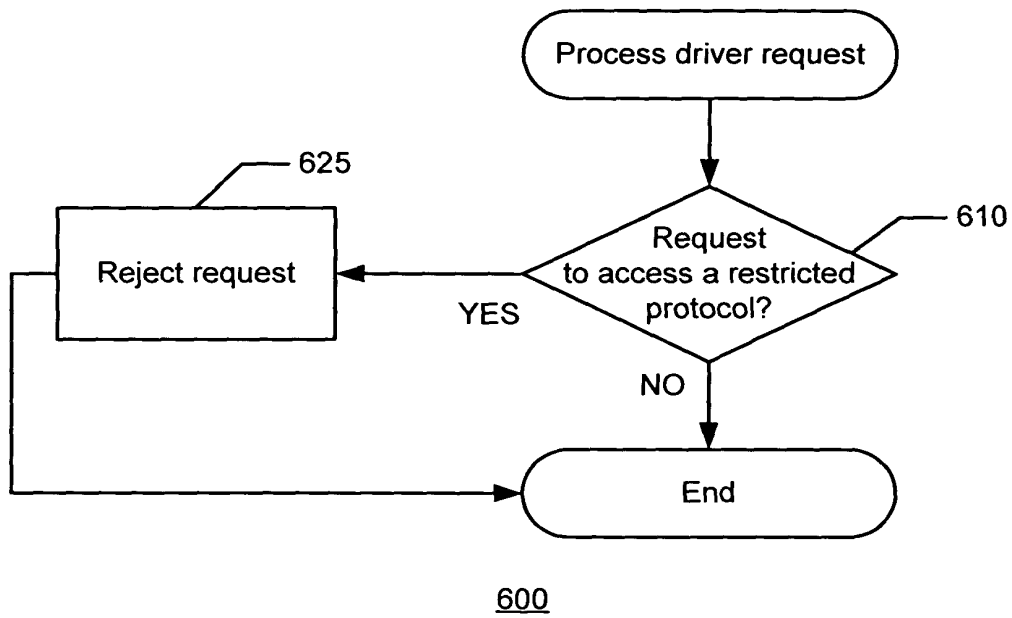 Process driver request
625
610
Request
to access a restricted
protocol?
Reject request
YES
NO
End
600